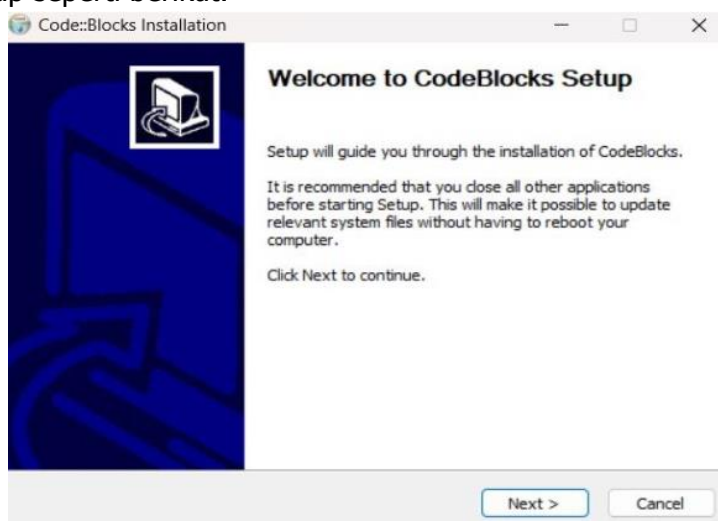 seperti berikut.
Code::Blocks Installation
Welcome to CodeBlocks Setup
Setup will guide you through the installation of CodeBlocks.
It is recommended that you close all other applications
before starting Setup. This will make it possible to update
relevant system files without having to reboot your
computer.
Click Next to continue.
Next >
Cancel